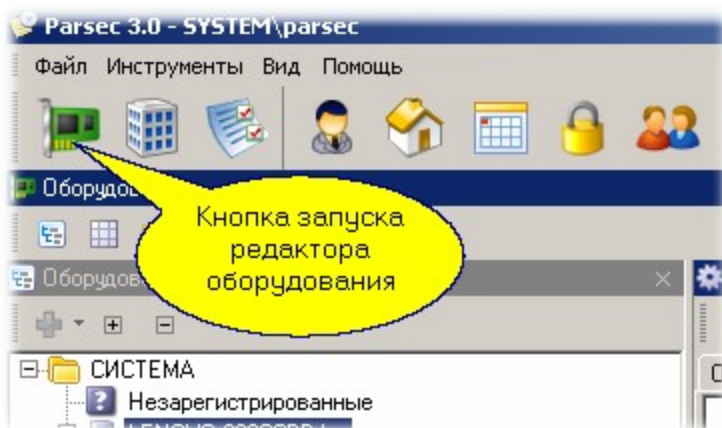 Parsec 3.0 - SYSTEM\parsec
Файл Инструменты Вид Помощь
Кнопка запуска
редактора
оборудования
СИСТЕМА
Незарегистрированные